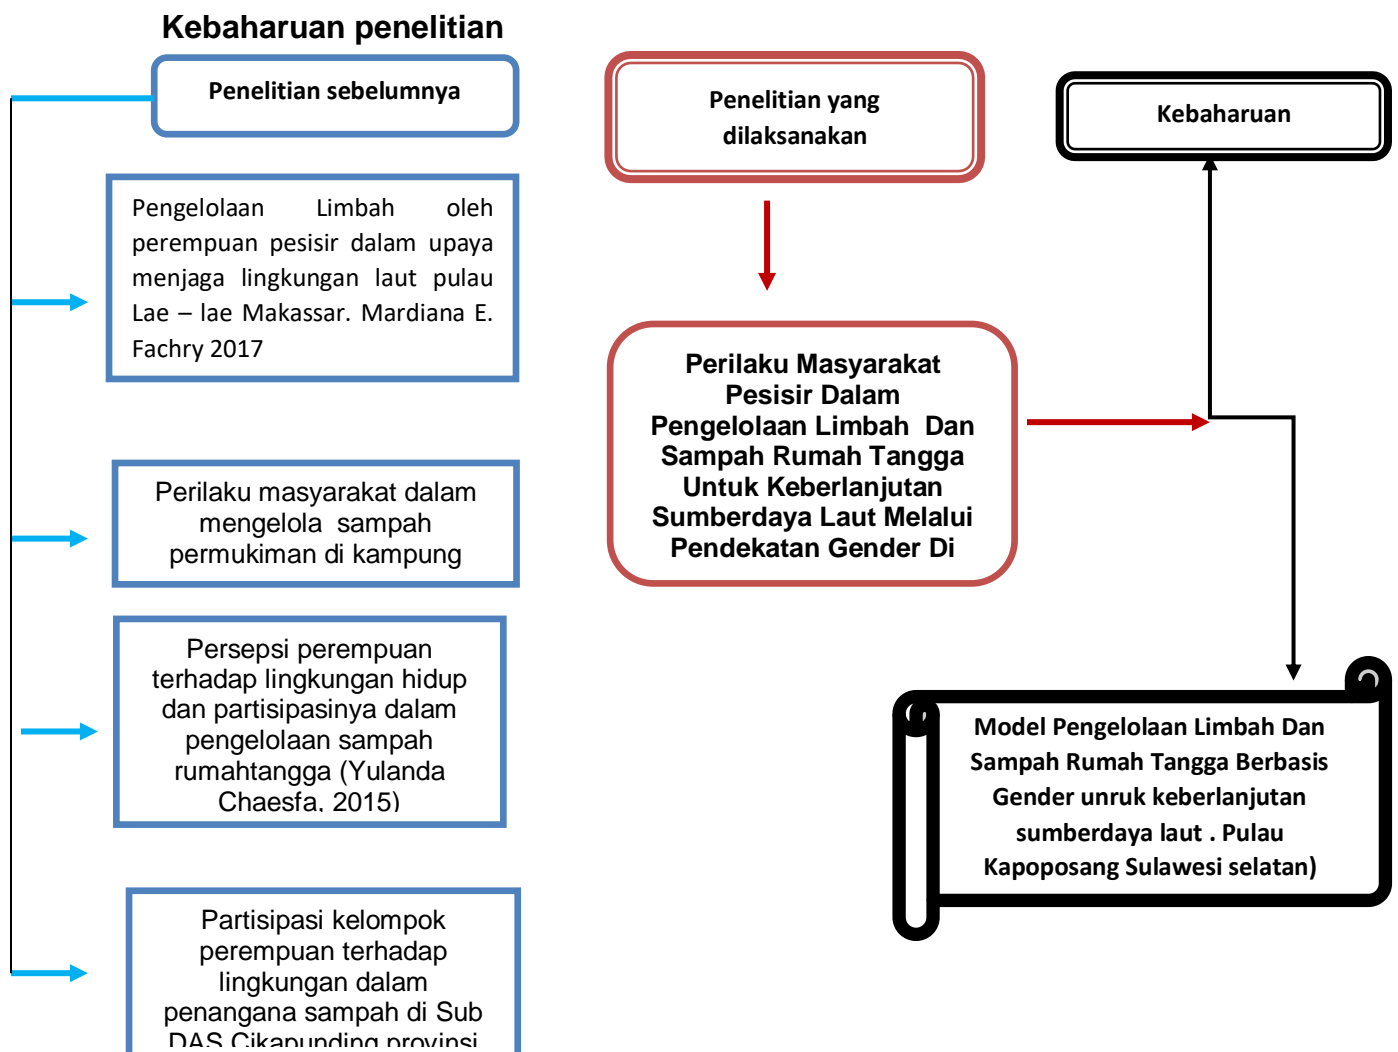 Kebaharuan penelitian
Penelitian sebelumnya
Pengelolaan Limbah oleh
perempuan pesisir dalam upaya
menjaga lingkungan laut pulau
Lae – lae Makassar. Mardiana E.
Fachry 2017
Perilaku masyarakat dalam
mengelola sampah
permukiman di kampung
Persepsi perempuan
terhadap lingkungan hidup
dan partisipasinya dalam
pengelolaan sampah
rumahtangga (Yulanda
Chaesfa, 2015)
Partisipasi kelompok
perempuan terhadap
lingkungan dalam
penangana sampah di Sub
DAS Cikapunding provinsi
Penelitian yang
dilaksanakan
Perilaku Masyarakat
Pesisir Dalam
Pengelolaan Limbah Dan
Sampah Rumah Tangga
Untuk Keberlanjutan
Sumberdaya Laut Melalui
Pendekatan Gender Di
Kebaharuan
Model Pengelolaan Limbah Dan
Sampah Rumah Tangga Berbasis
Gender unruk keberlanjutan
sumberdaya laut . Pulau
Kapoposang Sulawesi selatan)